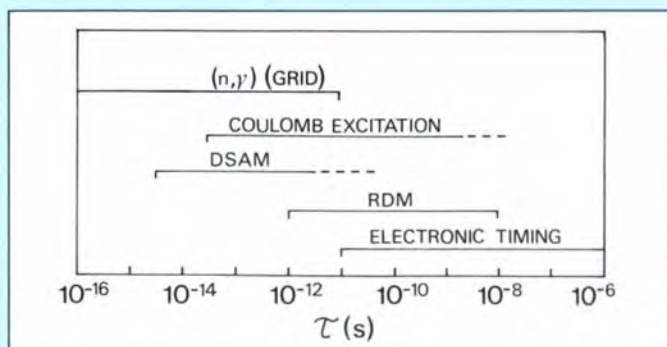 (n,γ) (GRID)
COULOMB EXCITATION
DSAM
RDM
ELECTRONIC TIMING
10⁻¹⁶ 10⁻¹⁴ 10⁻¹² 10⁻¹⁰ 10⁻⁸ 10⁻⁶
τ (s)